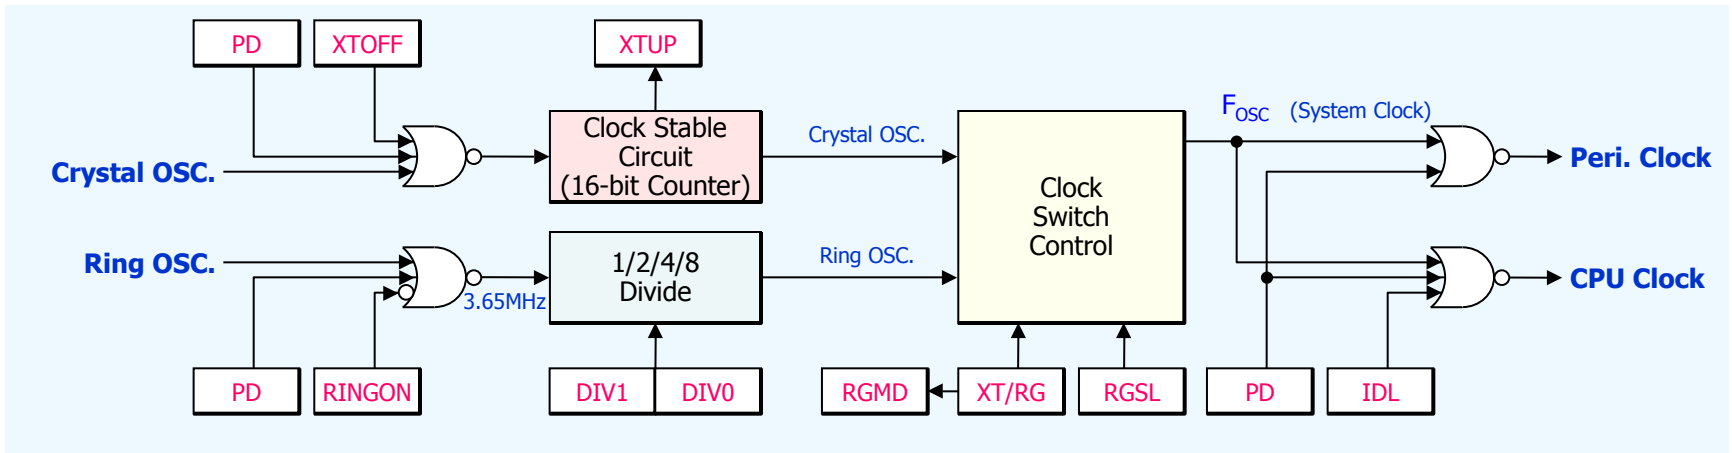 PD
XTOFF
XTUP
Clock Stable
Circuit
(16-bit Counter)
Crystal OSC.
Crystal OSC.
Clock
Switch
Control
FOSC (System Clock)
Peri. Clock
Ring OSC.
3.65MHz
1/2/4/8
Divide
Ring OSC.
CPU Clock
PD
RINGON
DIV1
DIV0
RGMD
XT/RG
RGSL
PD
IDL